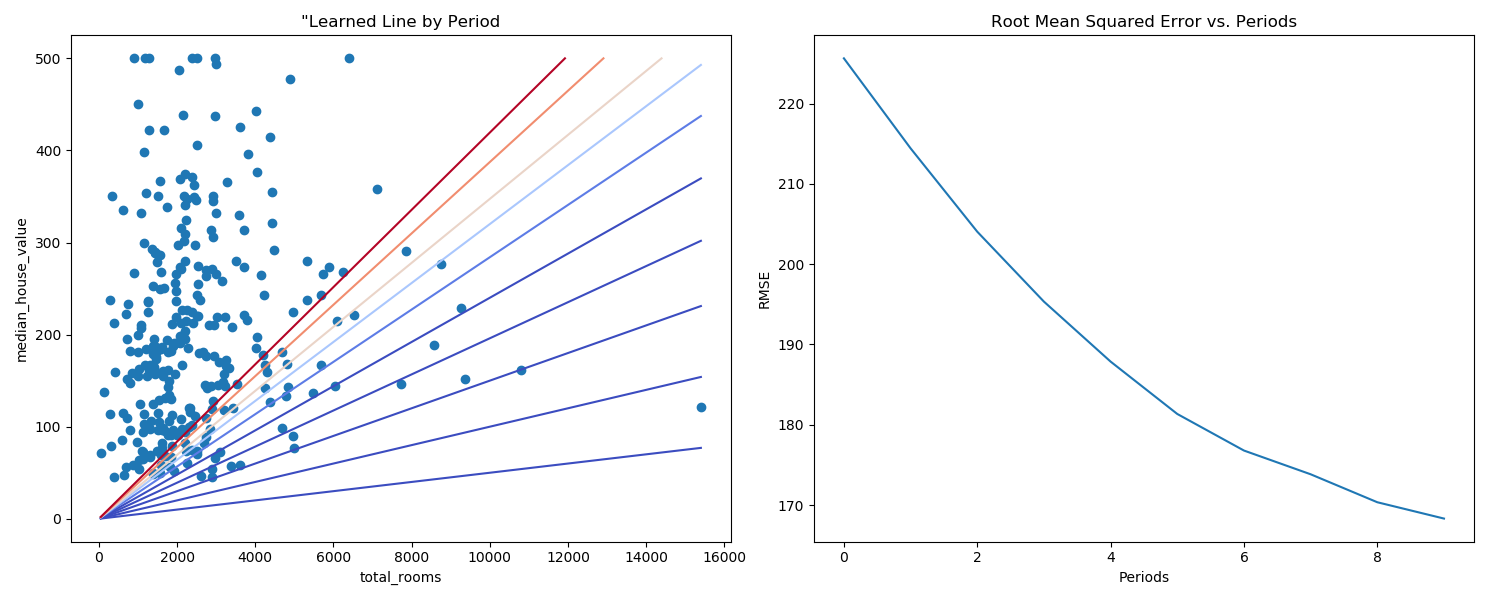 "Learned Line by Period
500
400
300
200
100
0
median_house_value
0 2000 4000 6000 8000 10000 12000 14000 16000
total_rooms
Root Mean Squared Error vs. Periods
220
210
200
190
180
170
RMSE
0 2 4 6 8
Periods